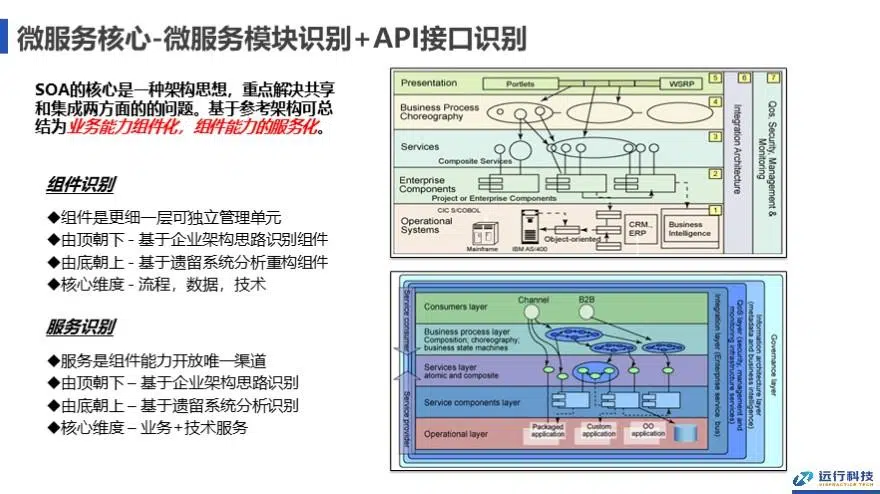 微服务核心-微服务模块识别+API接口识别
SOA的核心是一种架构思想，重点解决共享
和集成两方面的的问题。基于参考架构可总
结为业务能力组件化，组件能力的服务化。
组件识别
◆组件是更细一层可独立管理单元
◆由顶朝下 - 基于企业架构思路识别组件
◆由底朝上 - 基于遗留系统分析重构组件
◆核心维度 - 流程，数据，技术
服务识别
◆服务是组件能力开放唯一渠道
◆由顶朝下 – 基于企业架构思路识别
◆由底朝上 – 基于遗留系统分析识别
◆核心维度 – 业务+技术服务
Presentation
Portlets
WSRP
5
6
7
Business Process
Choreography
4
Services
3
Composite Services
Enterprise
Components
2
Project or Enterprise Components
CIC S/COBOL
1
Operational
Systems
Mainframe
IBM AS/400
Object-oriented
CRM.,
ERP
Business
Intelligence
Integration Architecture
Qos, Security, Management &
Monitoring
Channel
B2B
Consumers layer
Business process layer
Composition; choreography;
business state machines
Services layer
atomic and composite
Service components layer
Operational layer
Packaged
application
Custom
application
OO
application
Service consumer
Service provider
Integration layer (Enterprise service bus)
QoS layer (security, management and
monitoring infrastructure services)
Information architecture layer
(metadata and business intelligence)
Governance layer
远行科技
VISPRACTICE TECH